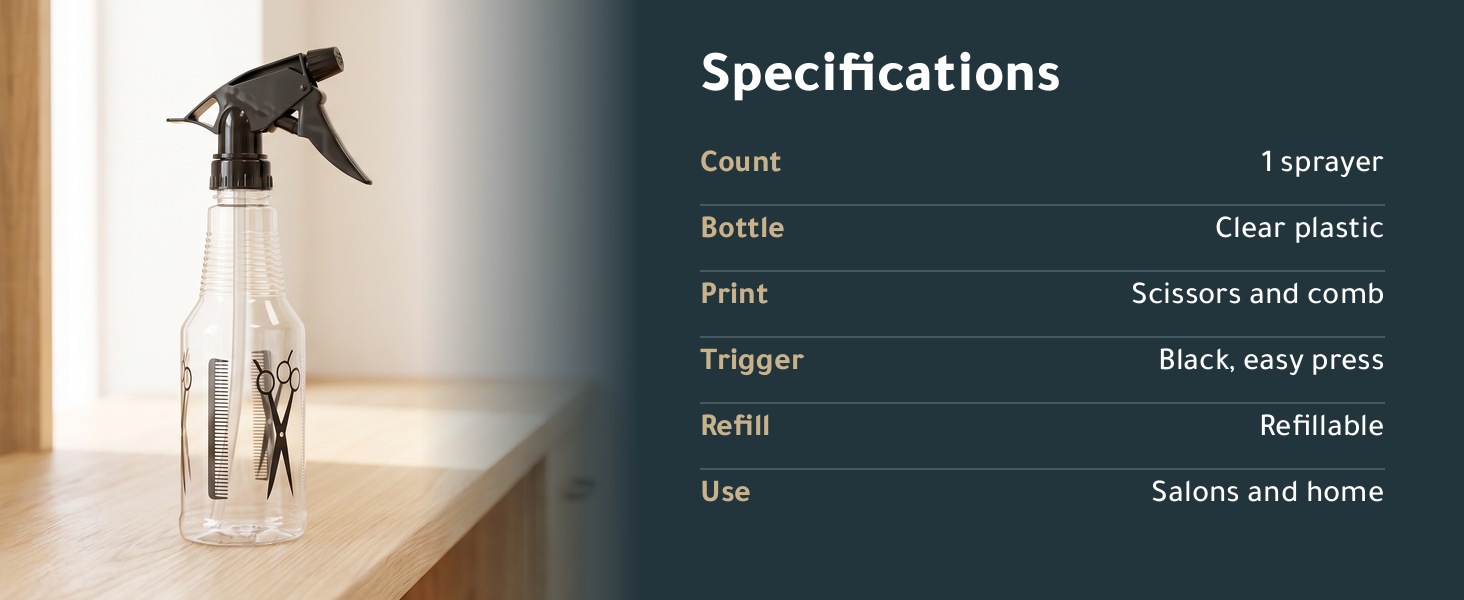 Specifications
Count 1 sprayer
Bottle Clear plastic
Print Scissors and comb
Trigger Black, easy press
Refill Refillable
Use Salons and home